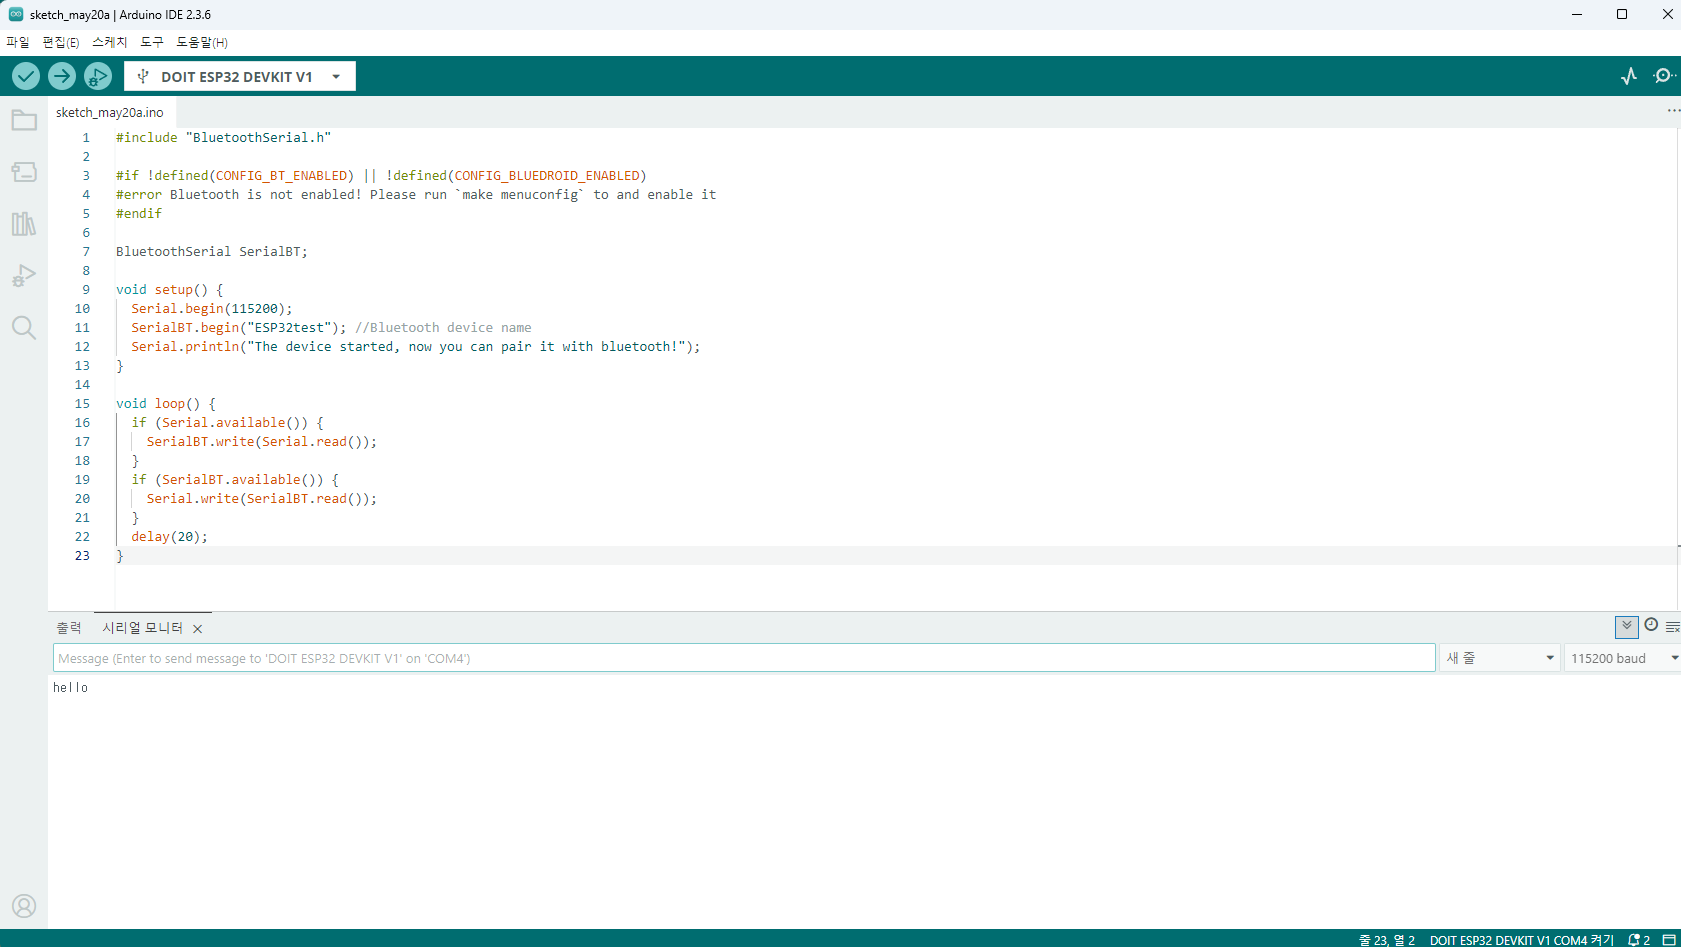 sketch_may20a | Arduino IDE 2.3.6
파일 편집(E) 스케치 도구 도움말(H)
DOIT ESP32 DEVKIT V1
sketch_may20a.ino
1 #include "BluetoothSerial.h"
2
3 #if !defined(CONFIG_BT_ENABLED) || !defined(CONFIG_BLUEDROID_ENABLED)
4 #error Bluetooth is not enabled! Please run `make menuconfig` to and enable it
5 #endif
6
7 BluetoothSerial SerialBT;
8
9 void setup() {
10 Serial.begin(115200);
11 SerialBT.begin("ESP32test"); //Bluetooth device name
12 Serial.println("The device started, now you can pair it with bluetooth!");
13 }
14
15 void loop() {
16 if (Serial.available()) {
17 SerialBT.write(Serial.read());
18 }
19 if (SerialBT.available()) {
20 Serial.write(SerialBT.read());
21 }
22 delay(20);
23 }
출력 시리얼 모니터
Message (Enter to send message to 'DOIT ESP32 DEVKIT V1' on 'COM4') 새 줄 115200 baud
hello
줄 23, 열 2 DOIT ESP32 DEVKIT V1 COM4 켜기 2